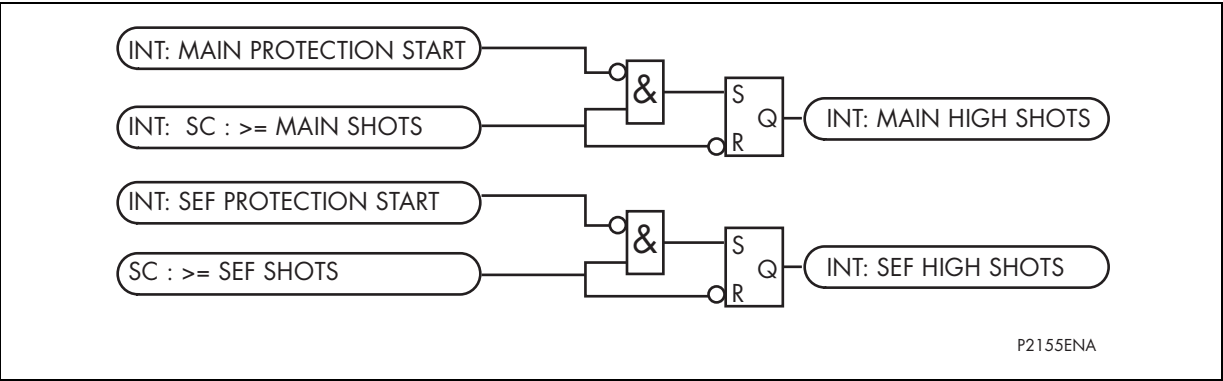 INT: MAIN PROTECTION START
&
S
Q
R
INT: SC : >= MAIN SHOTS
INT: MAIN HIGH SHOTS
INT: SEF PROTECTION START
&
S
Q
R
SC : >= SEF SHOTS
INT: SEF HIGH SHOTS
P2155ENA